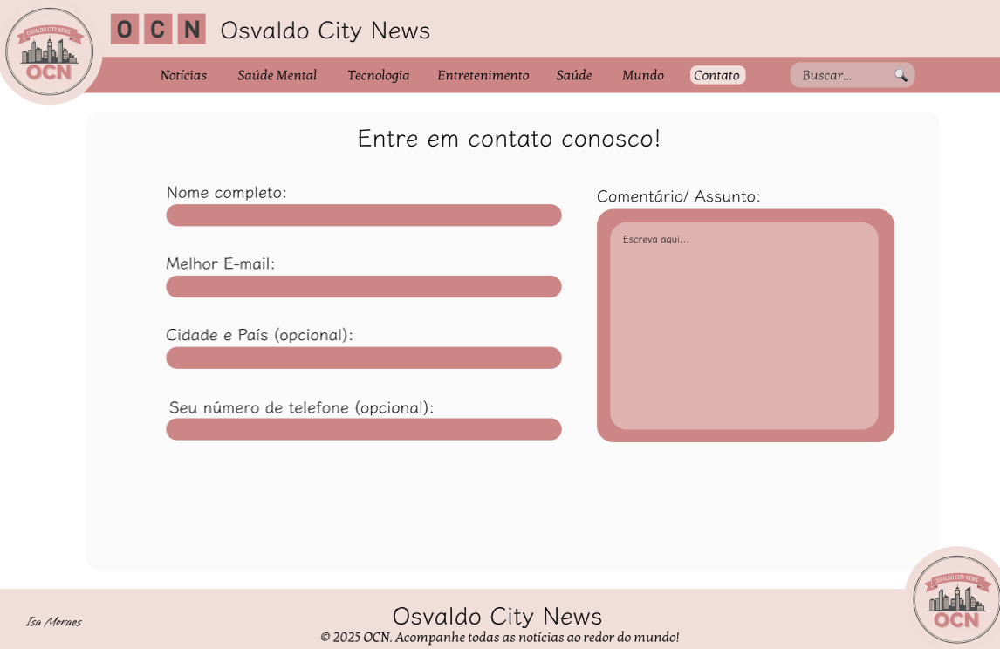 OSVALDO CITY NEWS
OCN
O C N
Osvaldo City News
Notícias Saúde Mental Tecnologia Entretenimento Saúde Mundo Contato Buscar...
Entre em contato conosco!
Nome completo:
Melhor E-mail:
Cidade e País (opcional):
Seu número de telefone (opcional):
Comentário/ Assunto:
Escreva aqui...
Isa Moraes
Osvaldo City News
© 2025 OCN. Acompanhe todas as notícias ao redor do mundo!
OSVALDO CITY NEWS
OCN